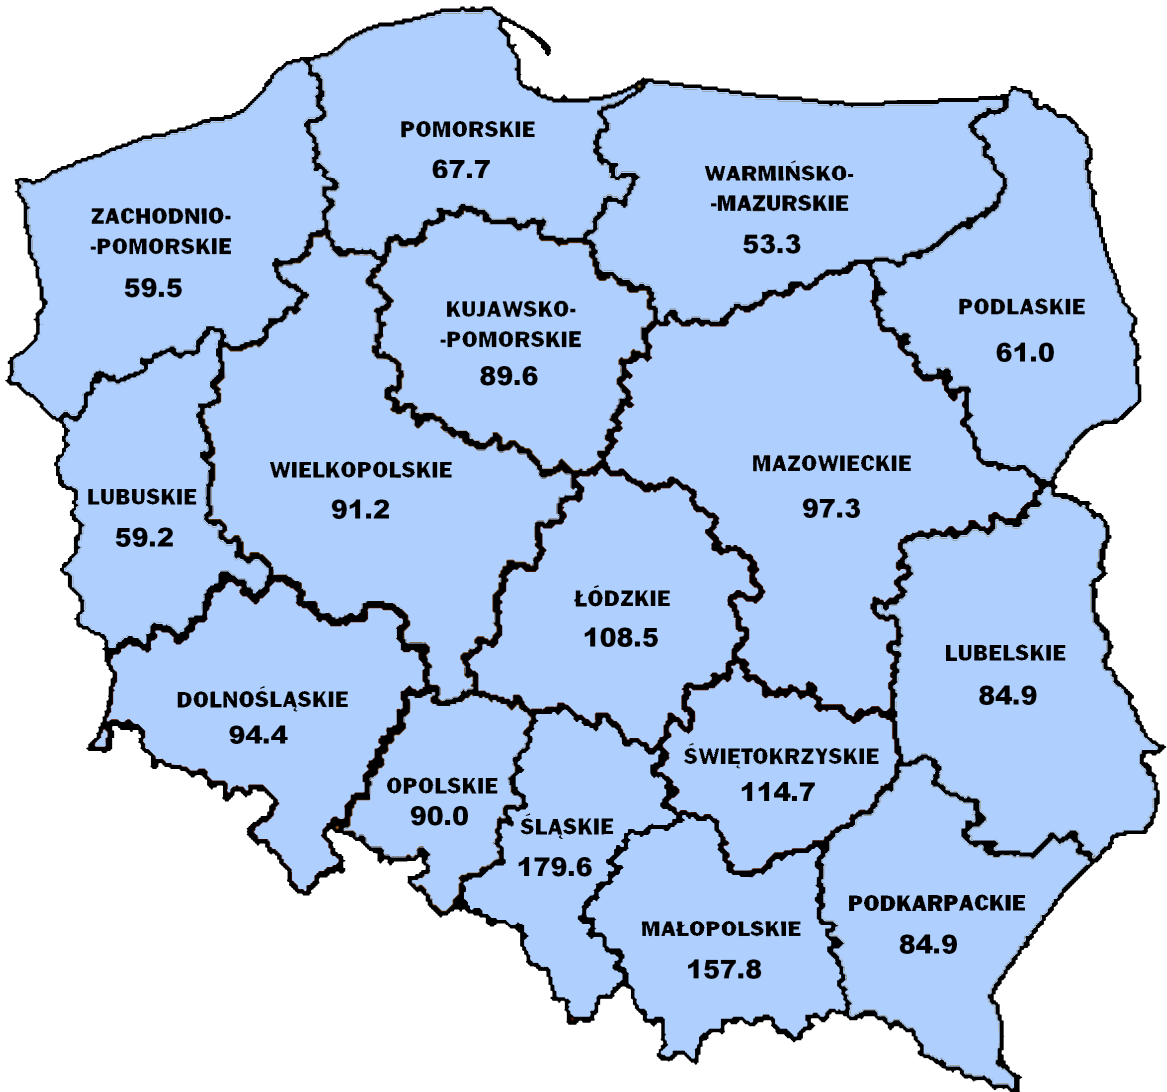 POMORSKIE
67.7
WARMIŃSKO-
-MAZURSKIE
53.3
ZACHODNIO-
-POMORSKIE
59.5
KUJAWSKO-
-POMORSKIE
89.6
PODLASKIE
61.0
WIELKOPOLSKIE
91.2
MAZOWIECKIE
97.3
LUBUSKIE
59.2
ŁÓDZKIE
108.5
LUBELSKIE
84.9
DOLNOŚLĄSKIE
94.4
OPOLSKIE
90.0
ŚWIĘTOKRZYSKIE
114.7
ŚLĄSKIE
179.6
MAŁOPOLSKIE
157.8
PODKARPACKIE
84.9